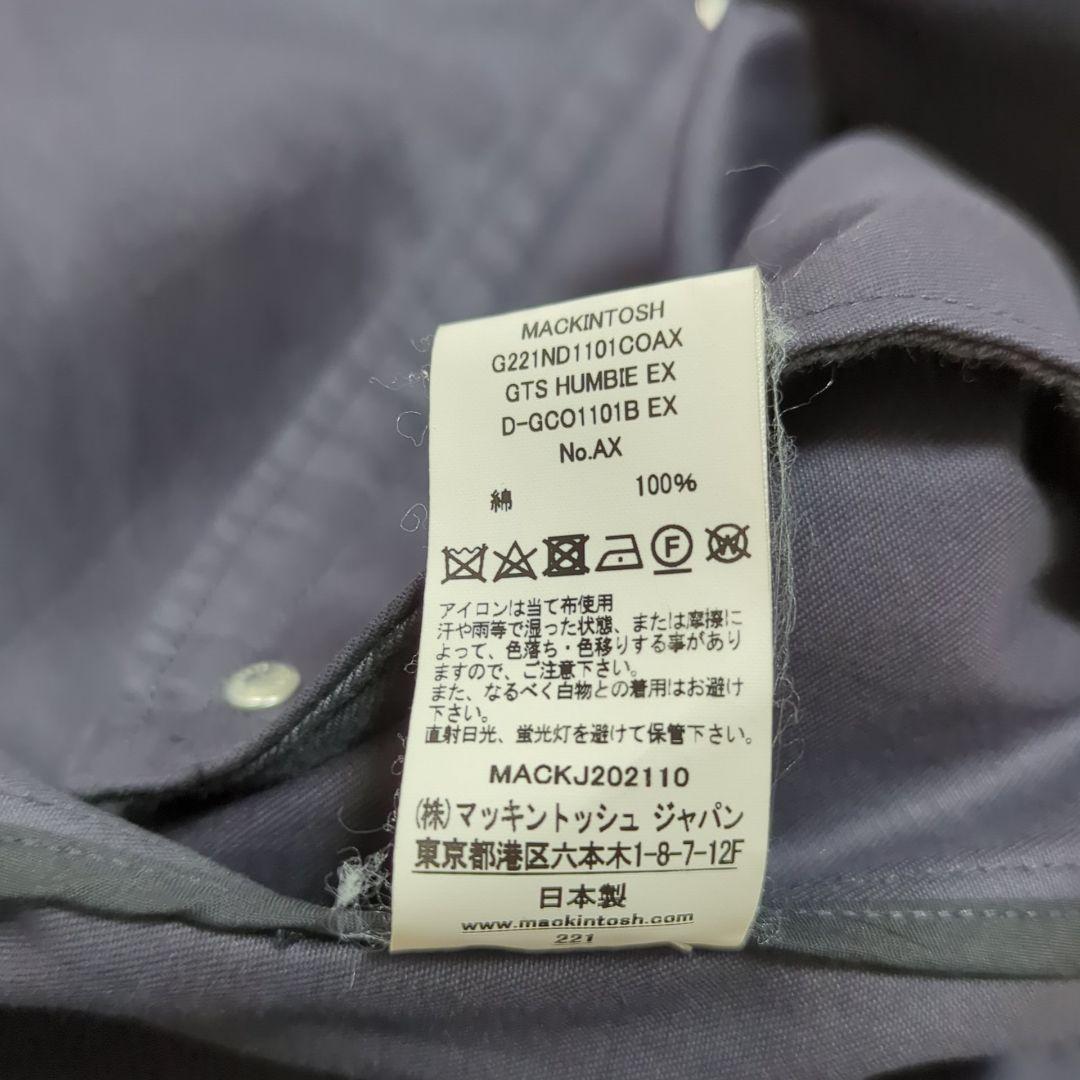 MACKINTOSH
G221ND1101COAX
GTS HUMBIE EX
D-GCO1101B EX
No.AX
綿 100%
F W
アイロンは当て布使用
汗や雨等で湿った状態、または摩擦に
よって、色落ち・色移りする事があり
ますので、ご注意下さい。
また、なるべく白物との着用はお避け
下さい。
直射日光、蛍光灯を避けて保管下さい。
MACKJ202110
(株)マッキントッシュ ジャパン
東京都港区六本木1-8-7-12F
日本製
www.mackintosh.com
221